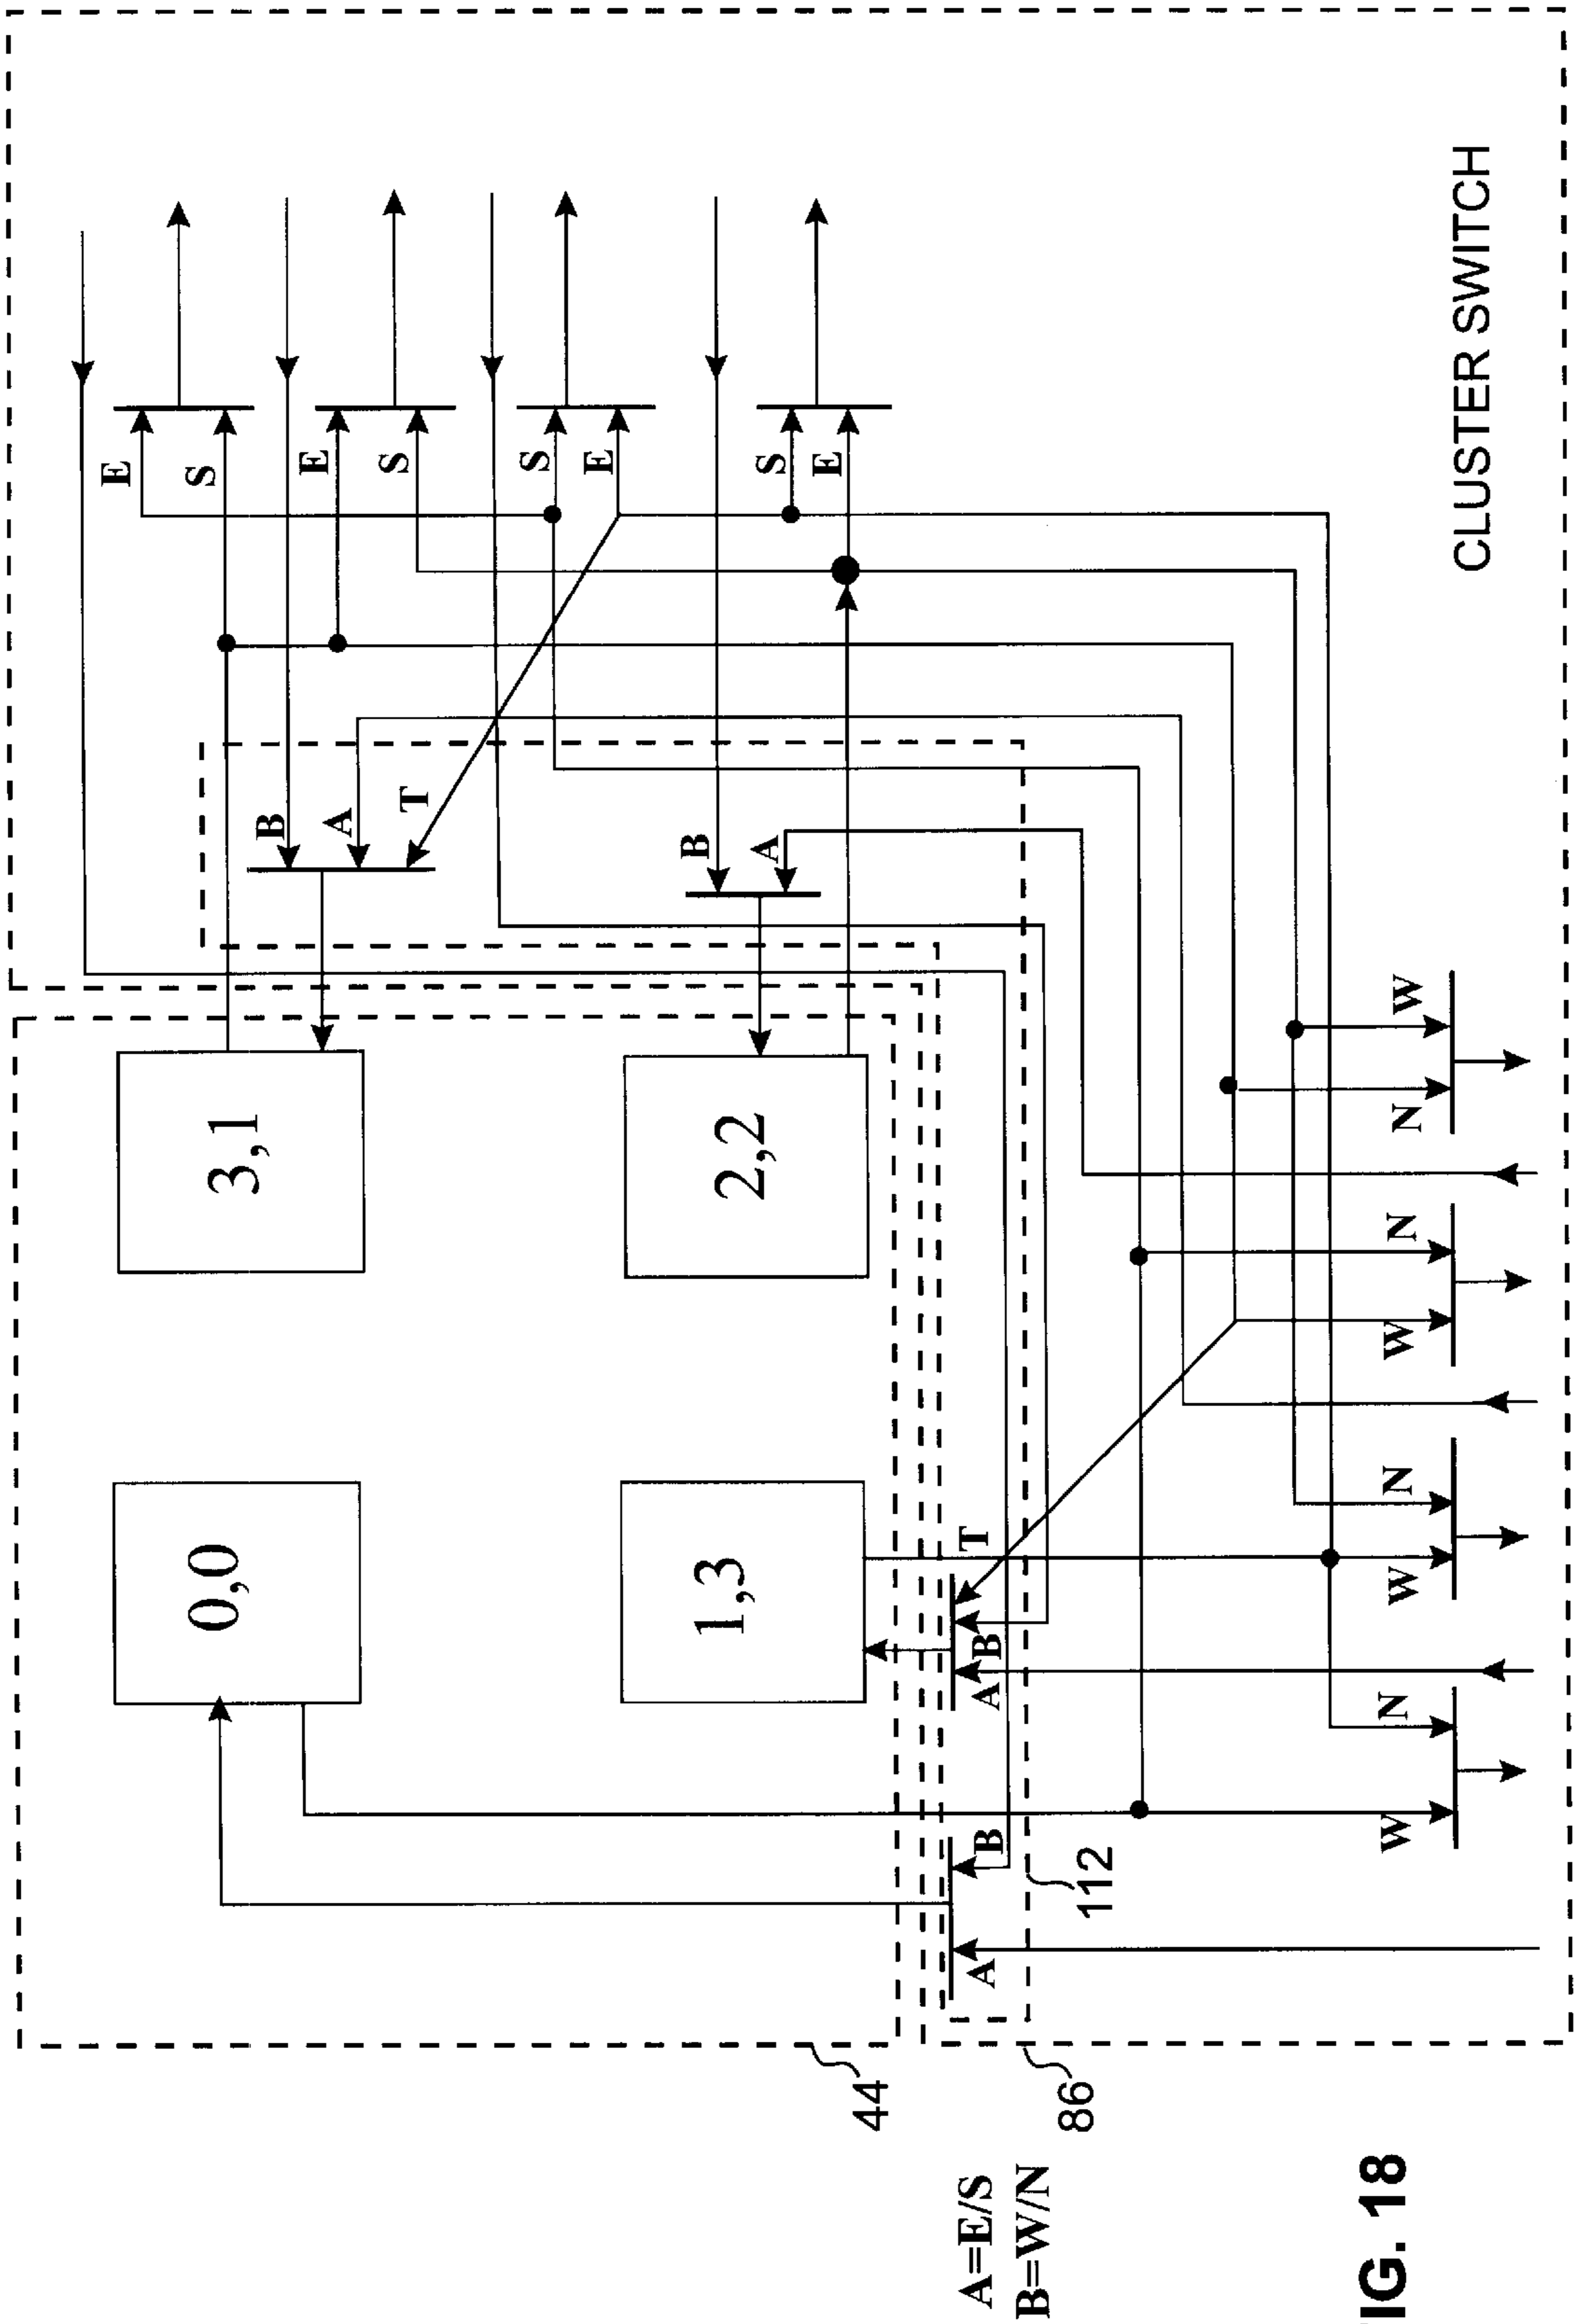 E
S
0,0
3,1
B
E
A
S
T
S
E
B
1,3
2,2
A
S
E
44
A=E/S
A
B
A
B
T
B=W/N
86
112
IG. 18
W
N
W
N
W
N
N
W
CLUSTER SWITCH